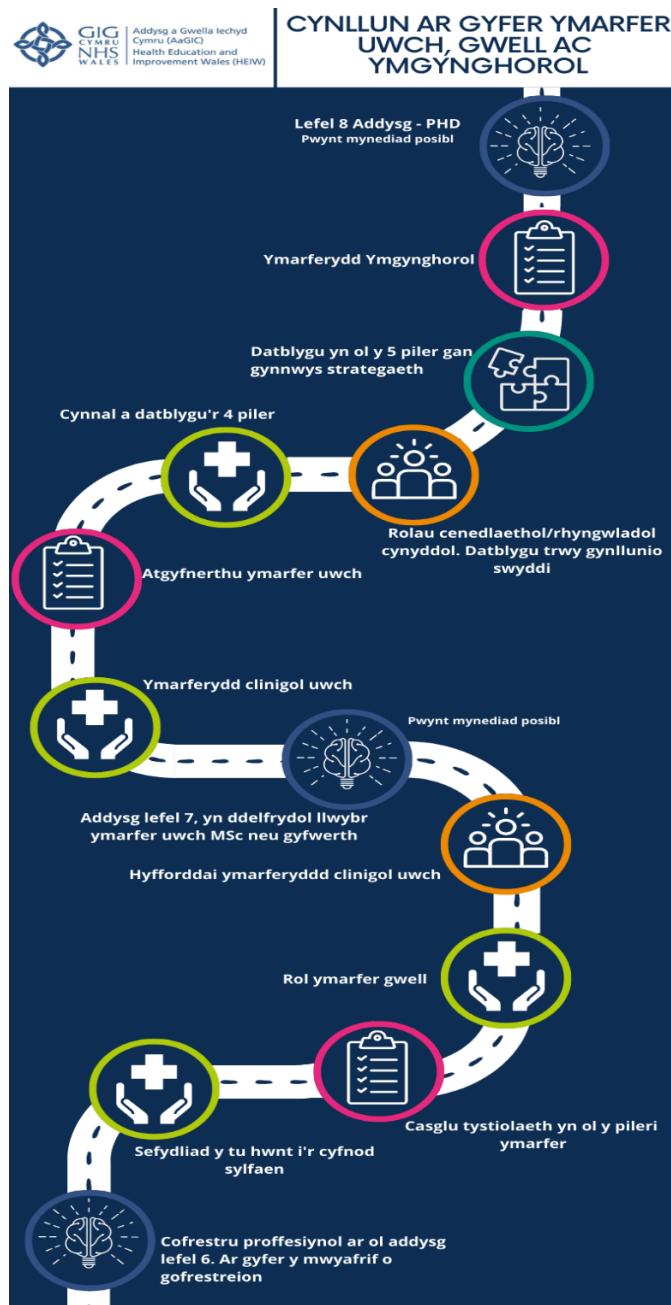 GIG
CYMRU
NHS
WALES
Addysg a Gwella Iechyd
Cymru (AaGIC)
Health Education and
Improvement Wales (HEIW)
CYNLLUN AR GYFER YMARFER
UWCH, GWELL AC
YMGYNGHOROL
Lefel 8 Addysg - PHD
Pwynt mynediad posibl
Ymarferydd Ymgynghorol
Datblygu yn ol y 5 piler gan
gynnwys strategaeth
Cynnal a datblygu'r 4 piler
Rolau cenedlaethol/rhyngwladol
cynyddol. Datblygu trwy gynllunio
swyddi
Atgyfnerthu ymarfer uwch
Ymarferydd clinigol uwch
Pwynt mynediad posibl
Addysg lefel 7, yn ddelfrydol llwybr
ymarfer uwch MSc neu gyfwerth
Hyfforddai ymarferyddd clinigol uwch
Rol ymarfer gwell
Casglu tystiolaeth yn ol y pileri
ymarfer
Sefydliad y tu hwnt i'r cyfnod
sylfaen
Cofrestru proffesiynol ar ol addysg
lefel 6. Ar gyfer y mwyafrif o
gofrestreion